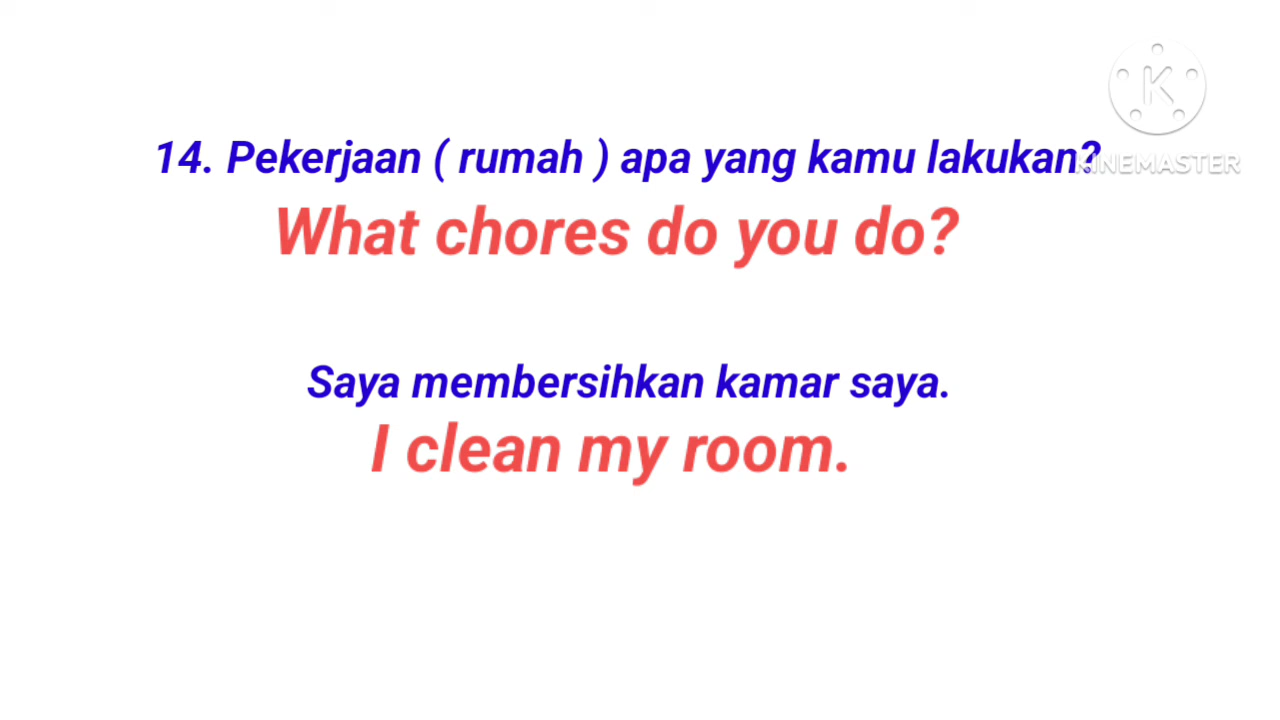 14. Pekerjaan ( rumah ) apa yang kamu lakukan?
KINEMASTER
What chores do you do?
Saya membersihkan kamar saya.
I clean my room.